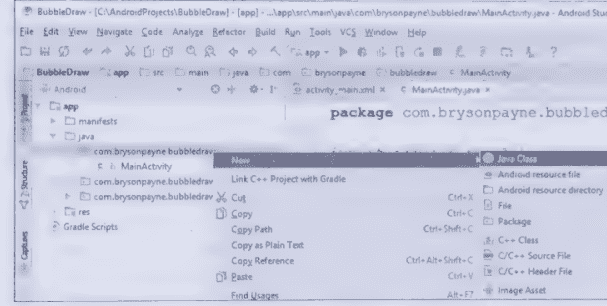 BubbleDraw - [C:\AndroidProjects\BubbleDraw] - [app] - ...\app\src\main\java\com\brysonpayne\bubbledraw\MainActivity.java - Android Stu
File Edit View Navigate Code Analyze Refactor Build Run Tools VCS Window Help
app
BubbleDraw app src main java com brysonpayne bubbledraw MainActivity
Android activity_main.xml × MainActivity.java ×
Project
app
package com.brysonpayne.bubbled
manifests
java
com.brysonpayne.bubbledraw
New Java Class
MainActivity
Link C++ Project with Gradle Android resource file
com.brysonpayne.bubbledraw
Cut Ctrl+X Android resource directory
com.brysonpayne.bubbledraw
Copy Ctrl+C File
res
Copy Path Ctrl+Shift+C Package
Gradle Scripts
Copy as Plain Text C++ Class
Structure
Copy Reference Ctrl+Alt+Shift+C C/C++ Source File
Captures
Paste Ctrl+V C/C++ Header File
Find Usages Alt+F7 Image Asset